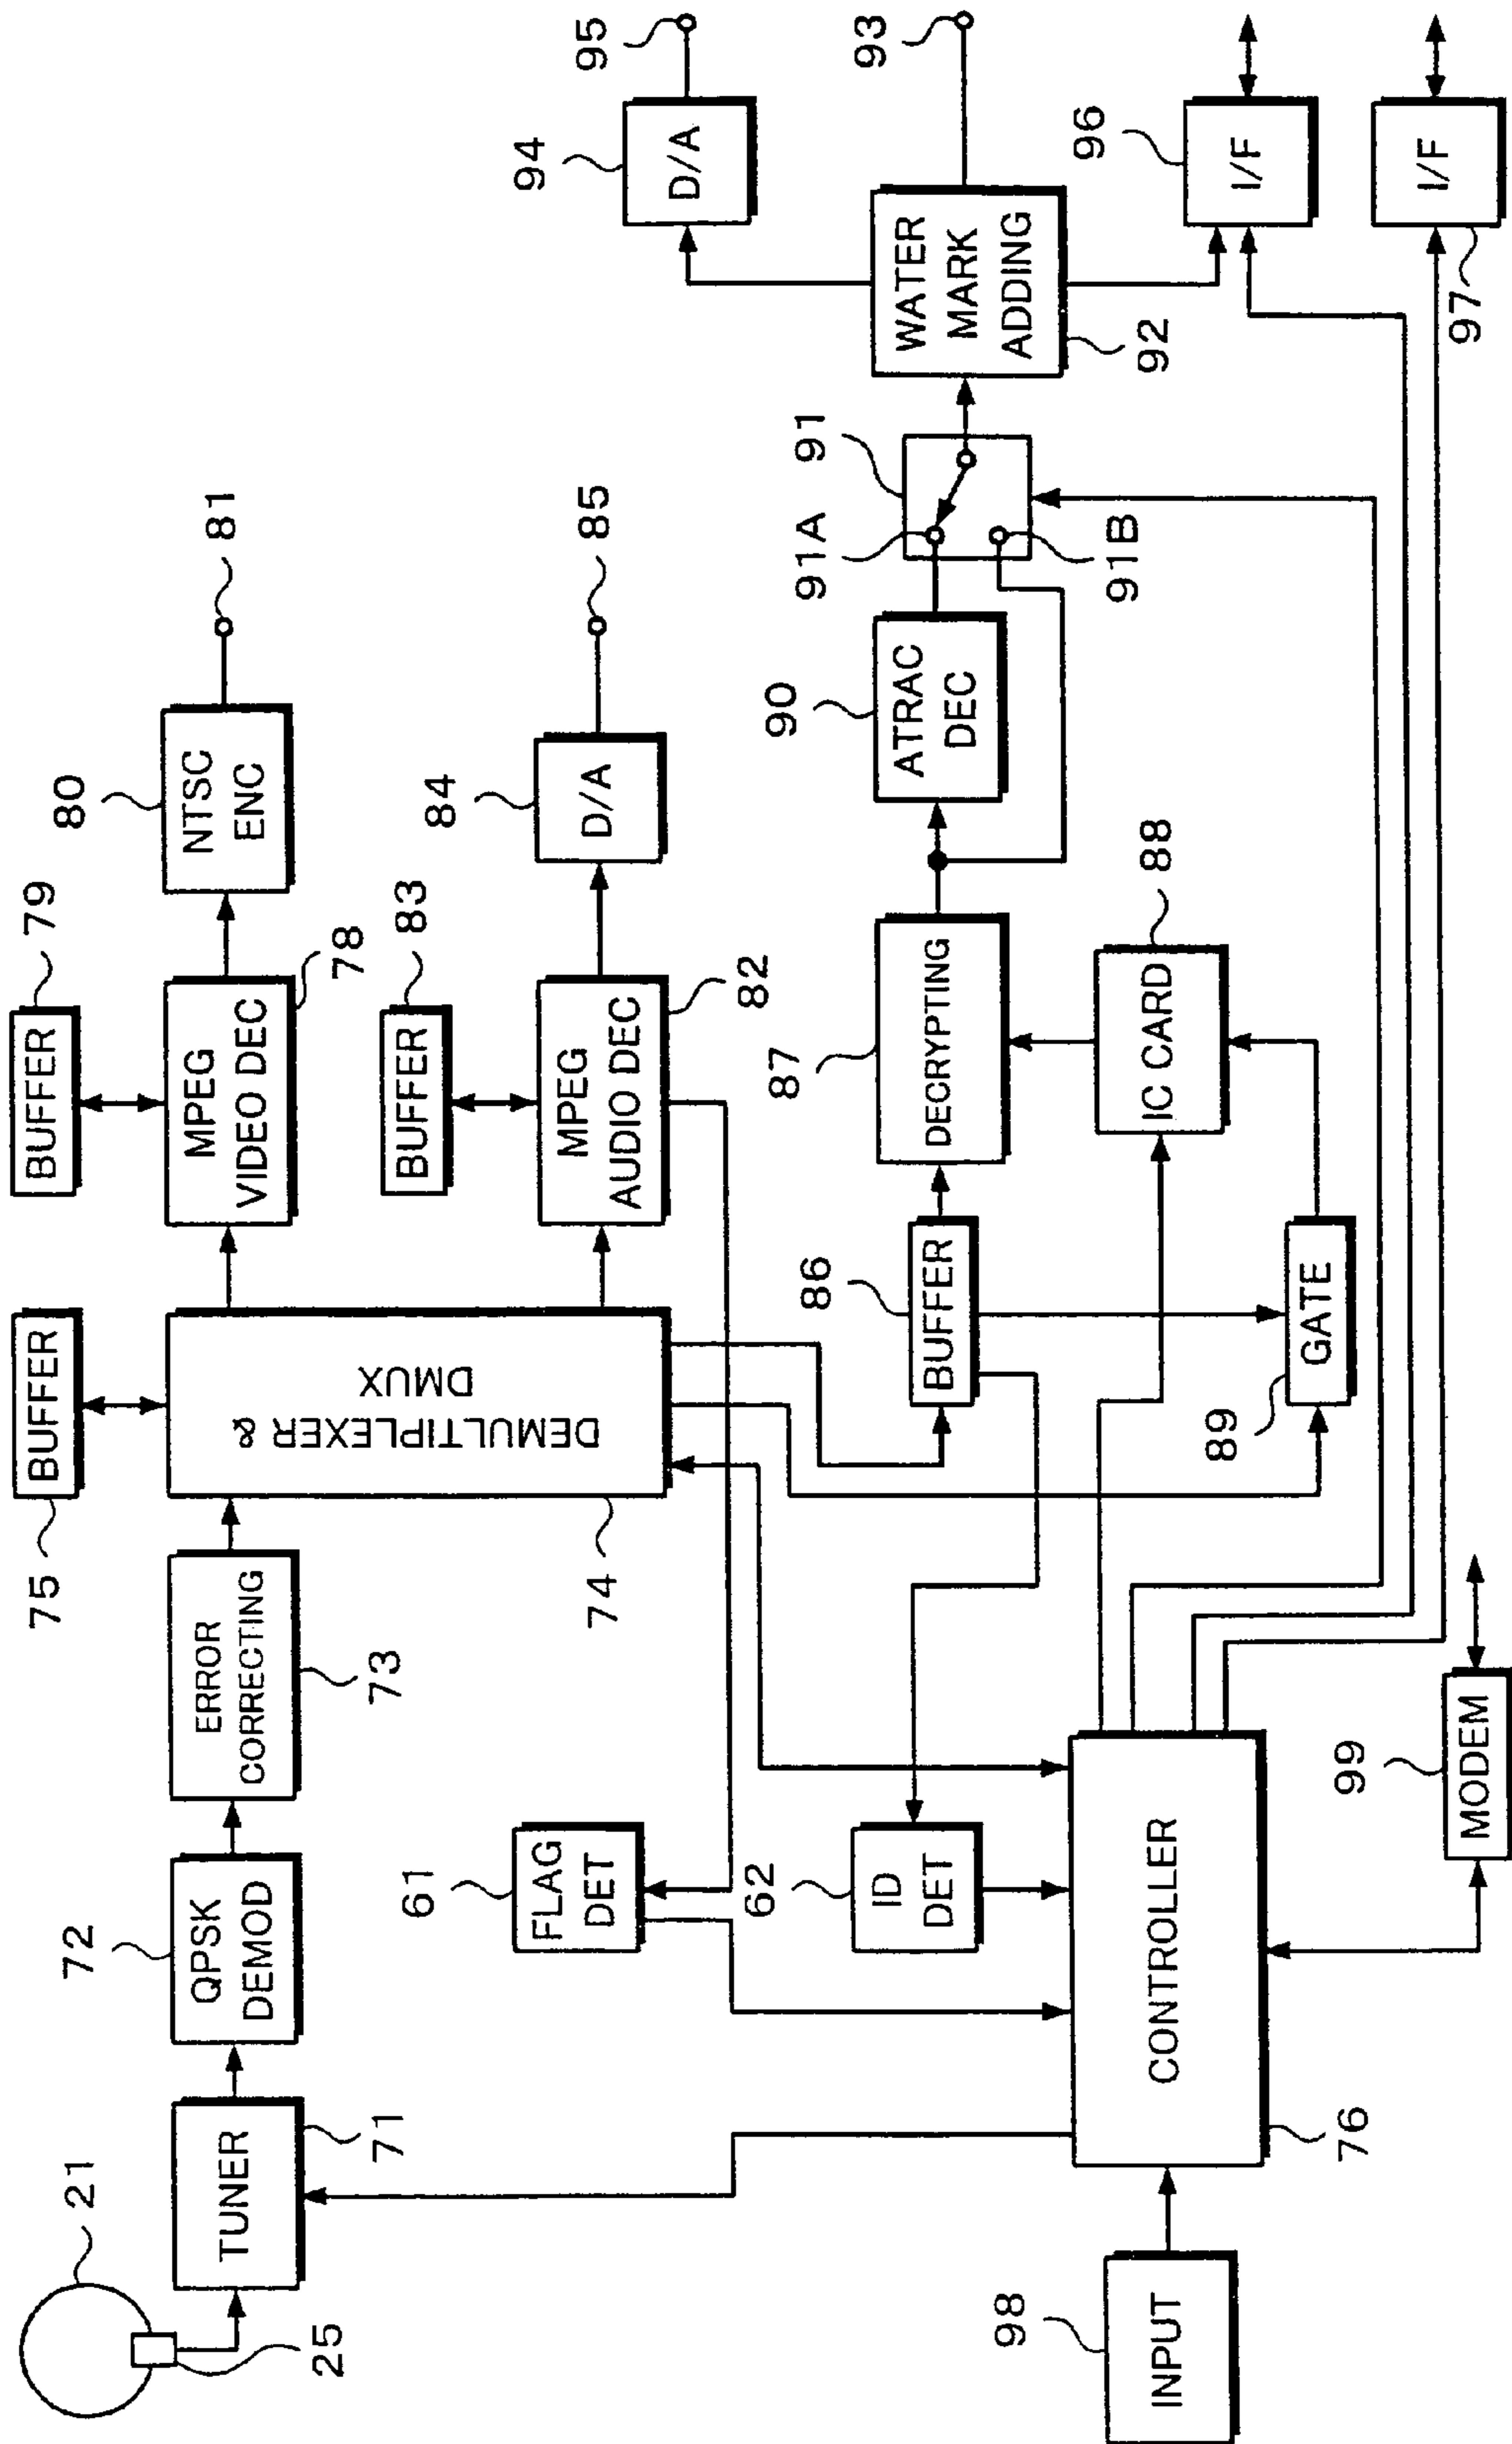 21
25
TUNER
71
QPSK
DEMOD
72
ERROR
CORRECTING
73
BUFFER
75
DEMULTIPLEXER &
DMUX
74
BUFFER
79
MPEG
VIDEO DEC
78
NTSC
ENC
80
81
BUFFER
83
MPEG
AUDIO DEC
82
D/A
84
85
FLAG
DET
61
ID
DET
62
BUFFER
86
DECRYPTING
87
IC CARD
88
GATE
89
ATRAC
DEC
90
91
91A
91B
WATER
MARK
ADDING
92
93
D/A
94
95
I/F
96
I/F
97
INPUT
98
CONTROLLER
76
MODEM
99